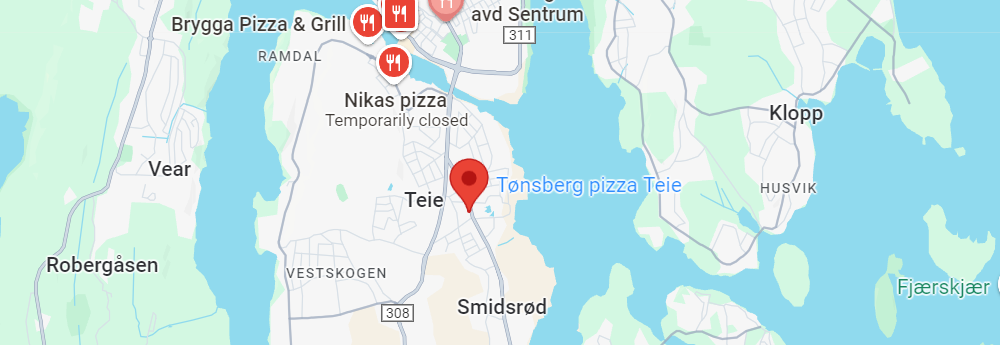 avd Sentrum
Brygga Pizza & Grill
311
RAMDAL
Nikas pizza
Temporarily closed
Klopp
Vear
Tønsberg pizza Teie
HUSVIK
Teie
Robergåsen
VESTSKOGEN
Fjærskjær
Smidsrød
308